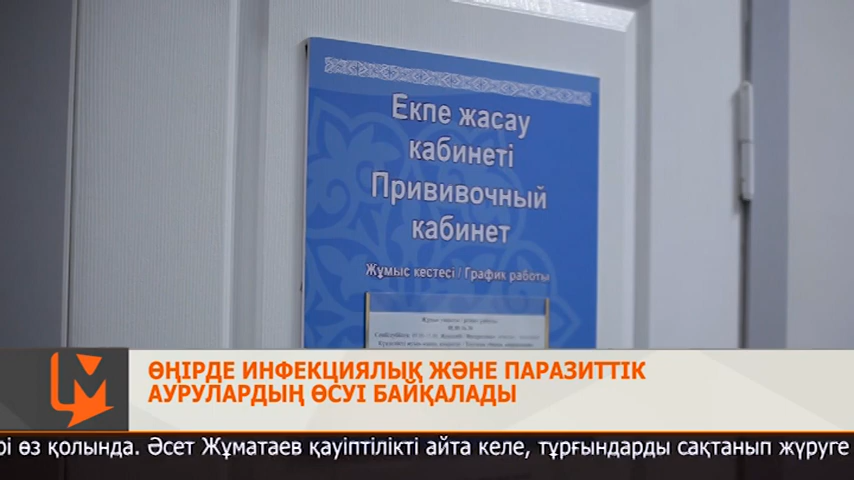 Екпе жасау
кабинеті
Прививочный
кабинет
Жұмыс кестесі / График работы
ӨҢІРДЕ ИНФЕКЦИЯЛЫҚ ЖӘНЕ ПАРАЗИТТІК
АУРУЛАРДЫҢ ӨСУІ БАЙҚАЛАДЫ
рі өз қолында. Әсет Жұматаев қауіптілікті айта келе, тұрғындарды сақтанып жүруге